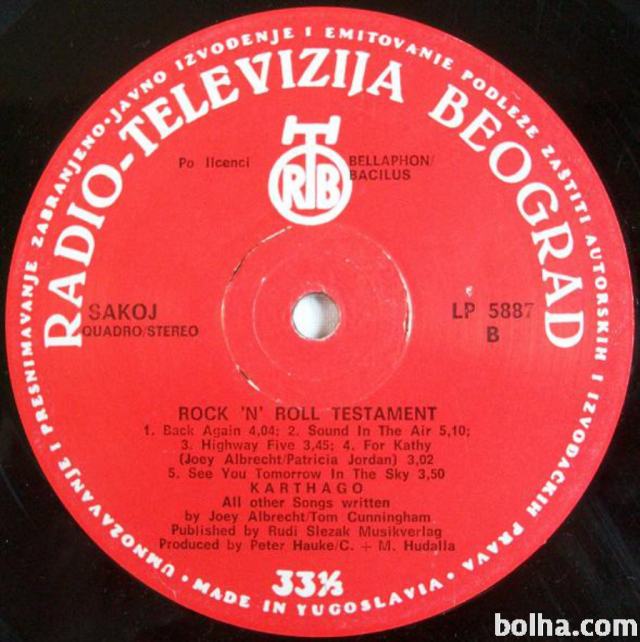 UMNOŽAVANJE I PRESNIMAVANJE ZABRANJENO • JAVNO IZVOĐENJE I EMITOVANJE PODLEŽE ZAŠTITI AUTORSKIH I IZVOĐAČKIH PRAVA •
RADIO-TELEVIZIJA BEOGRAD
Po licenci
RTB
BELLAPHON/
BACILUS
SAKOJ
QUADRO/STEREO
LP 5887
B
ROCK 'N' ROLL TESTAMENT
1. Back Again 4,04; 2. Sound In The Air 5,10;
3. Highway Five 3,45; 4. For Kathy
(Joey Albrecht/Patricia Jordan) 3,02
5. See You Tomorrow In The Sky 3,50
KARTHAGO
All other Songs written
by Joey Albrecht/Tom Cunningham
Published by Rudi Slezak Musikverlag
Produced by Peter Hauke/C. + M. Hudalla
33⅓
• MADE IN YUGOSLAVIA •
bolha.com